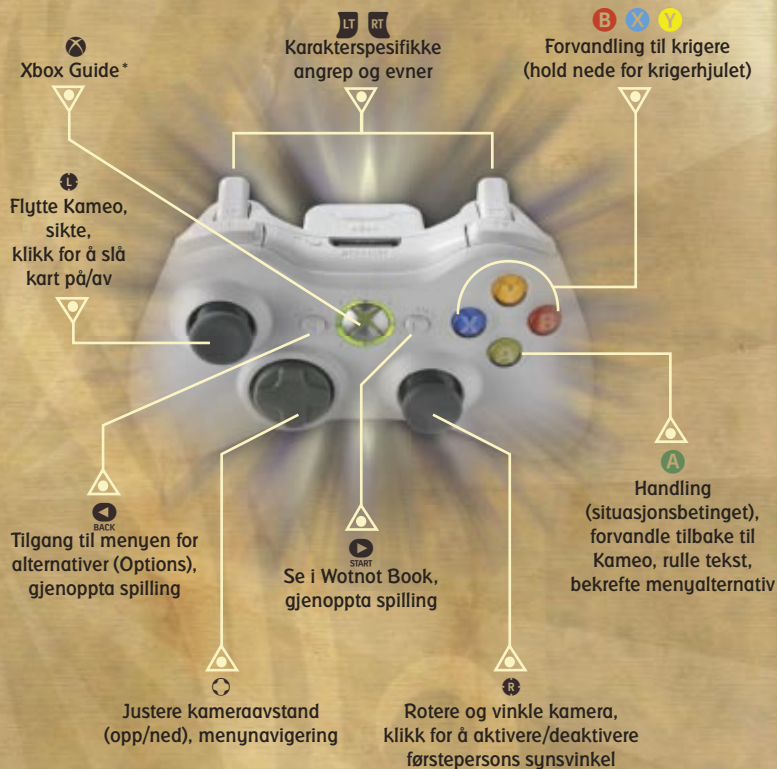 LT RT
Karakterspesifikke
angrep og evner
B X Y
Forvandling til krigere
(hold nede for krigerhjulet)
Xbox Guide*
L
Flytte Kameo,
sikte,
klikk for å slå
kart på/av
Y
X
B
A
A
Handling
(situasjonsbetinget),
forvandle tilbake til
Kameo, rulle tekst,
bekrefte menyalternativ
BACK
Tilgang til menyen for
alternativer (Options),
gjenoppta spilling
START
Se i Wotnot Book,
gjenoppta spilling
Justere kameraavstand
(opp/ned), menynavigering
R
Rotere og vinkle kamera,
klikk for å aktivere/deaktivere
førstepersons synsvinkel